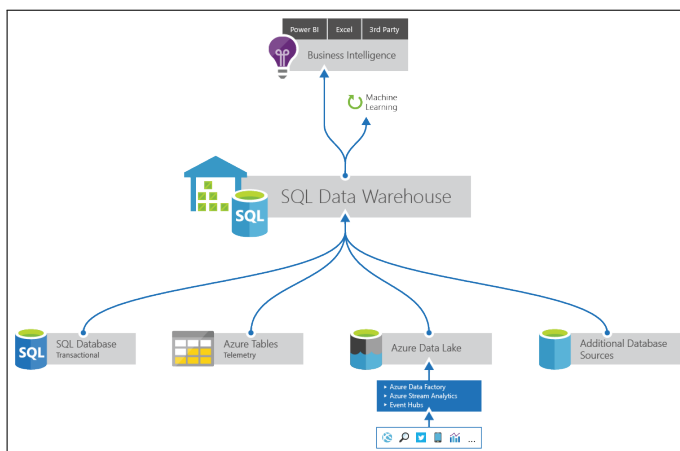 Power BI
Excel
3rd Party
Business Intelligence
Machine
Learning
SQL Data Warehouse
SQL
SQL
SQL Database
Transactional
Azure Tables
Telemetry
Azure Data Lake
Additional Database
Sources
Azure Data Factory
Azure Stream Analytics
Event Hubs
...